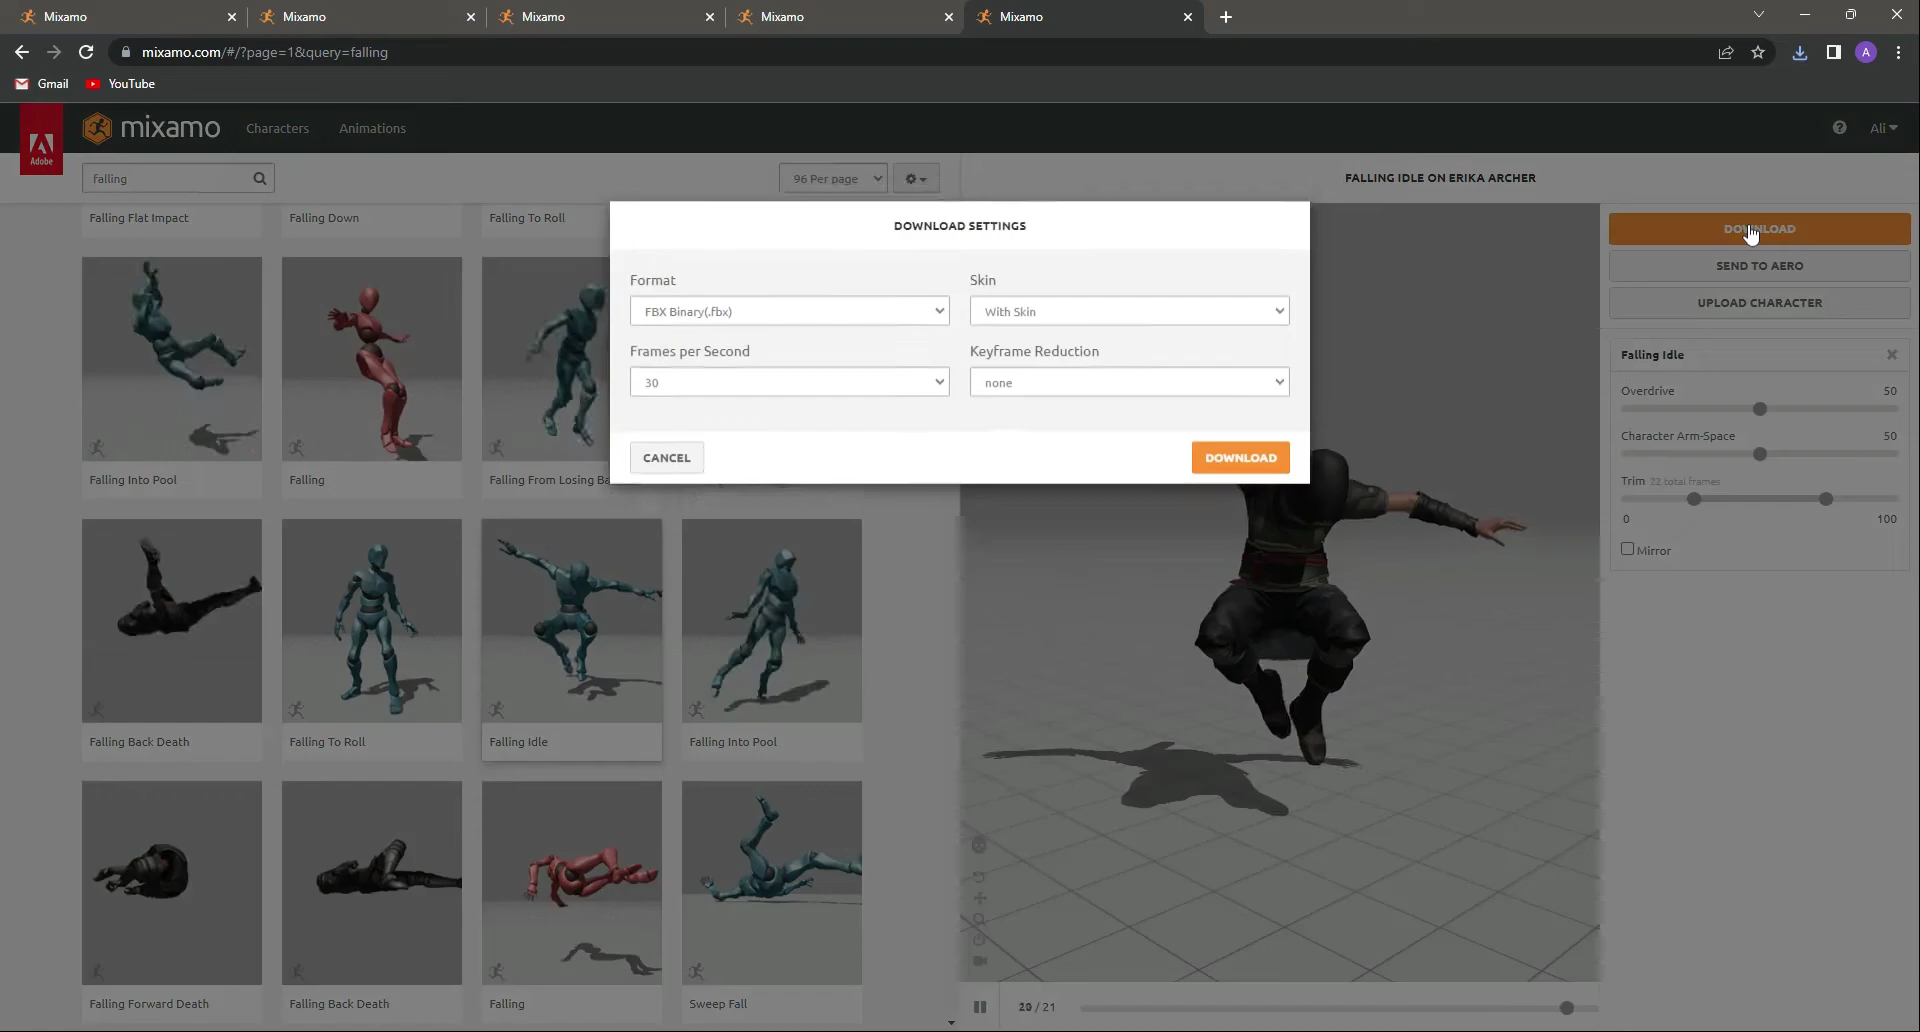 Mixamo
Mixamo
Mixamo
Mixamo
Mixamo
mixamo.com/#/?page=1&query=falling
A
Gmail
YouTube
Adobe
mixamo
Characters
Animations
Ali
falling
96 Per page
FALLING IDLE ON ERIKA ARCHER
Falling Flat Impact
Falling Down
Falling To Roll
DOWNLOAD SETTINGS
Format
Skin
FBX Binary(.fbx)
With Skin
Frames per Second
Keyframe Reduction
30
none
CANCEL
DOWNLOAD
DOWNLOAD
SEND TO AERO
UPLOAD CHARACTER
Falling Idle
Overdrive
50
Character Arm-Space
50
Trim 22 total frames
0
100
Mirror
Falling Into Pool
Falling
Falling From Losing Ba
Falling Back Death
Falling To Roll
Falling Idle
Falling Into Pool
Falling Forward Death
Falling Back Death
Falling
Sweep Fall
20 / 21